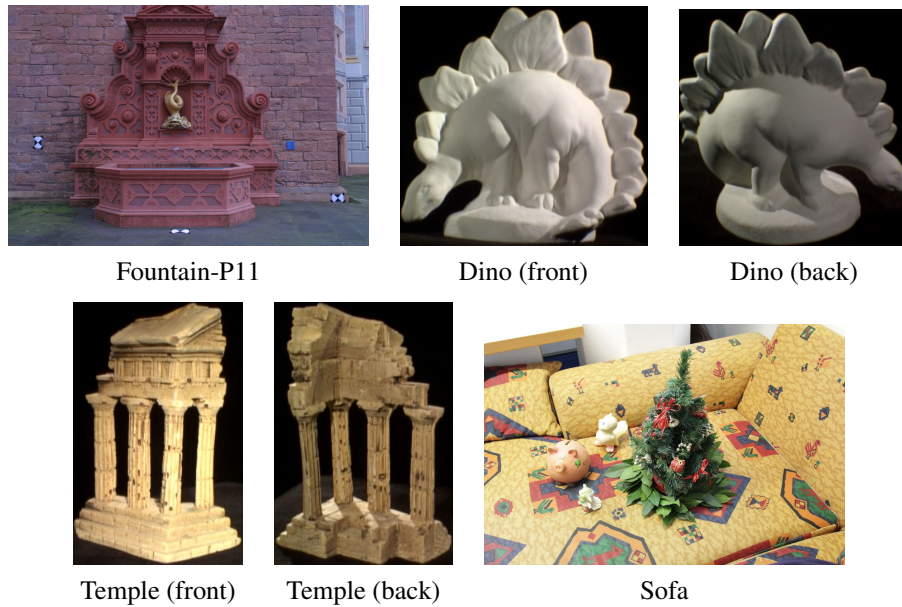 Fountain-P11
Dino (front)
Dino (back)
Temple (front)
Temple (back)
Sofa